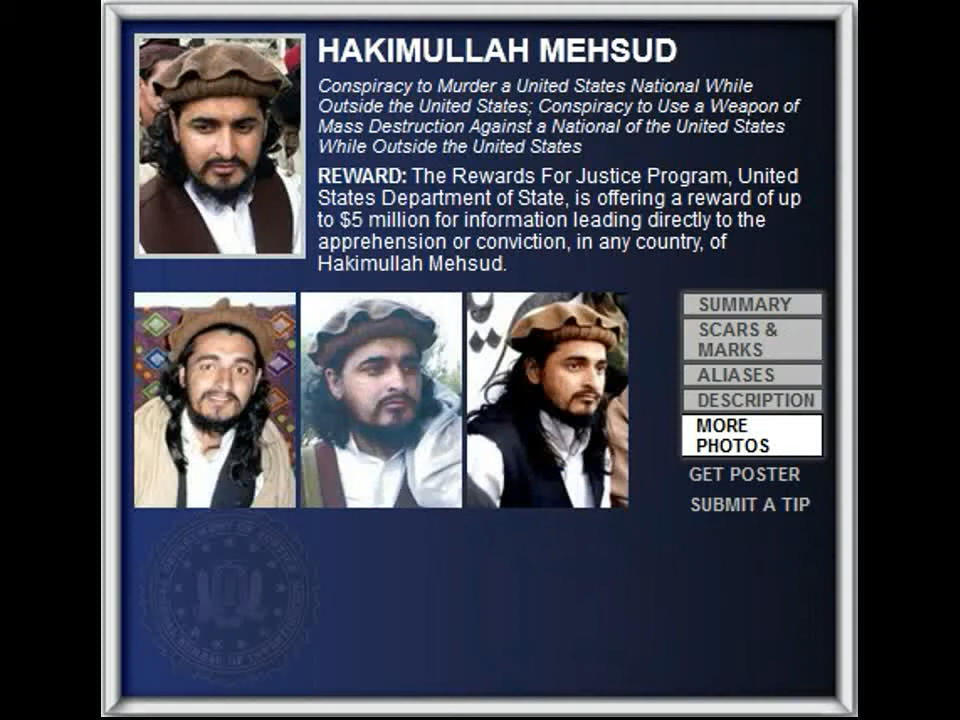 HAKIMULLAH MEHSUD
Conspiracy to Murder a United States National While
Outside the United States; Conspiracy to Use a Weapon of
Mass Destruction Against a National of the United States
While Outside the United States
REWARD: The Rewards For Justice Program, United
States Department of State, is offering a reward of up
to $5 million for information leading directly to the
apprehension or conviction, in any country, of
Hakimullah Mehsud.
SUMMARY
SCARS &
MARKS
ALIASES
DESCRIPTION
MORE
PHOTOS
GET POSTER
SUBMIT A TIP